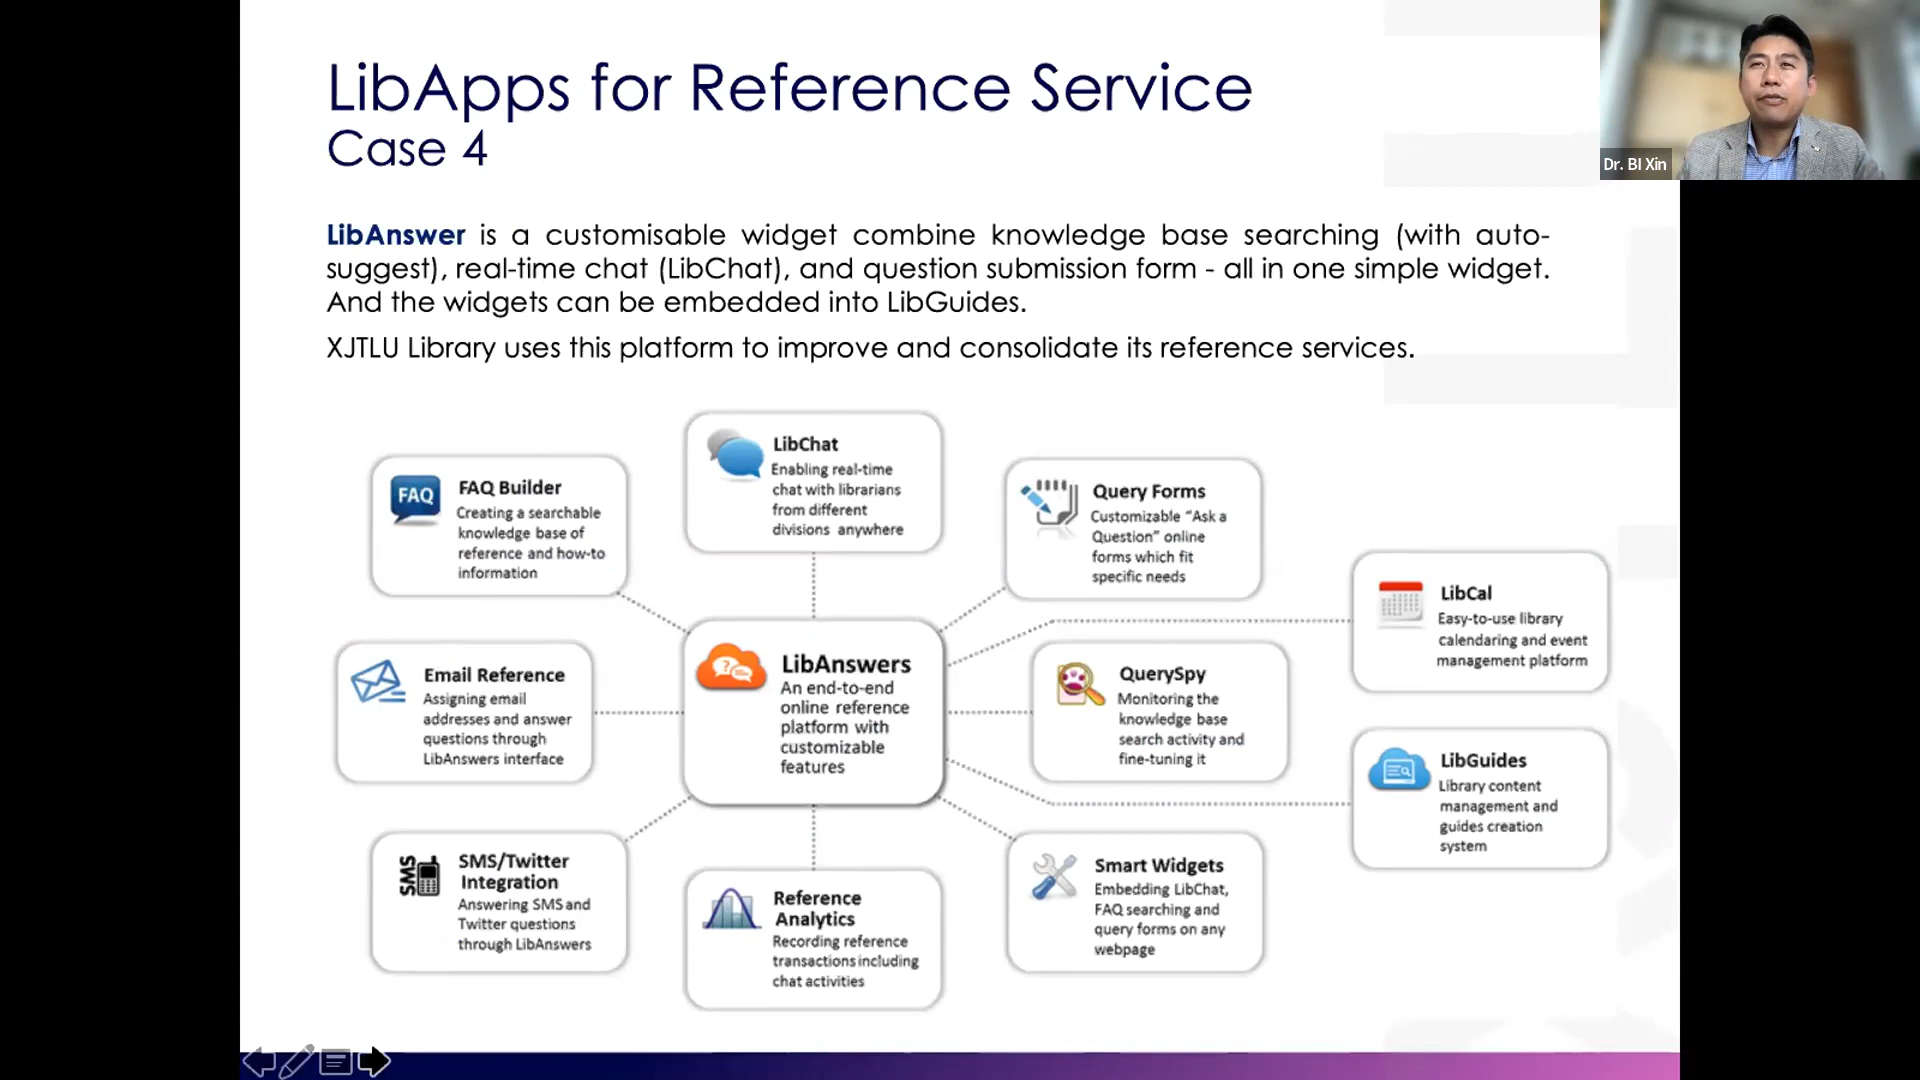 LibApps for Reference Service
Case 4
Dr. BI Xin
LibAnswer is a customisable widget combine knowledge base searching (with auto-
suggest), real-time chat (LibChat), and question submission form - all in one simple widget.
And the widgets can be embedded into LibGuides.
XJTLU Library uses this platform to improve and consolidate its reference services.
FAQ
FAQ Builder
Creating a searchable
knowledge base of
reference and how-to
information
LibChat
Enabling real-time
chat with librarians
from different
divisions anywhere
Query Forms
Customizable “Ask a
Question” online
forms which fit
specific needs
LibCal
Easy-to-use library
calendaring and event
management platform
Email Reference
Assigning email
addresses and answer
questions through
LibAnswers interface
LibAnswers
An end-to-end
online reference
platform with
customizable
features
QuerySpy
Monitoring the
knowledge base
search activity and
fine-tuning it
LibGuides
Library content
management and
guides creation
system
SMS
SMS/Twitter
Integration
Answering SMS and
Twitter questions
through LibAnswers
Reference
Analytics
Recording reference
transactions including
chat activities
Smart Widgets
Embedding LibChat,
FAQ searching and
query forms on any
webpage